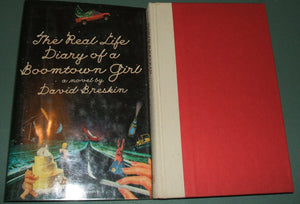 The Real Life
Diary of a
Boomtown Girl
a novel by
David Breskin